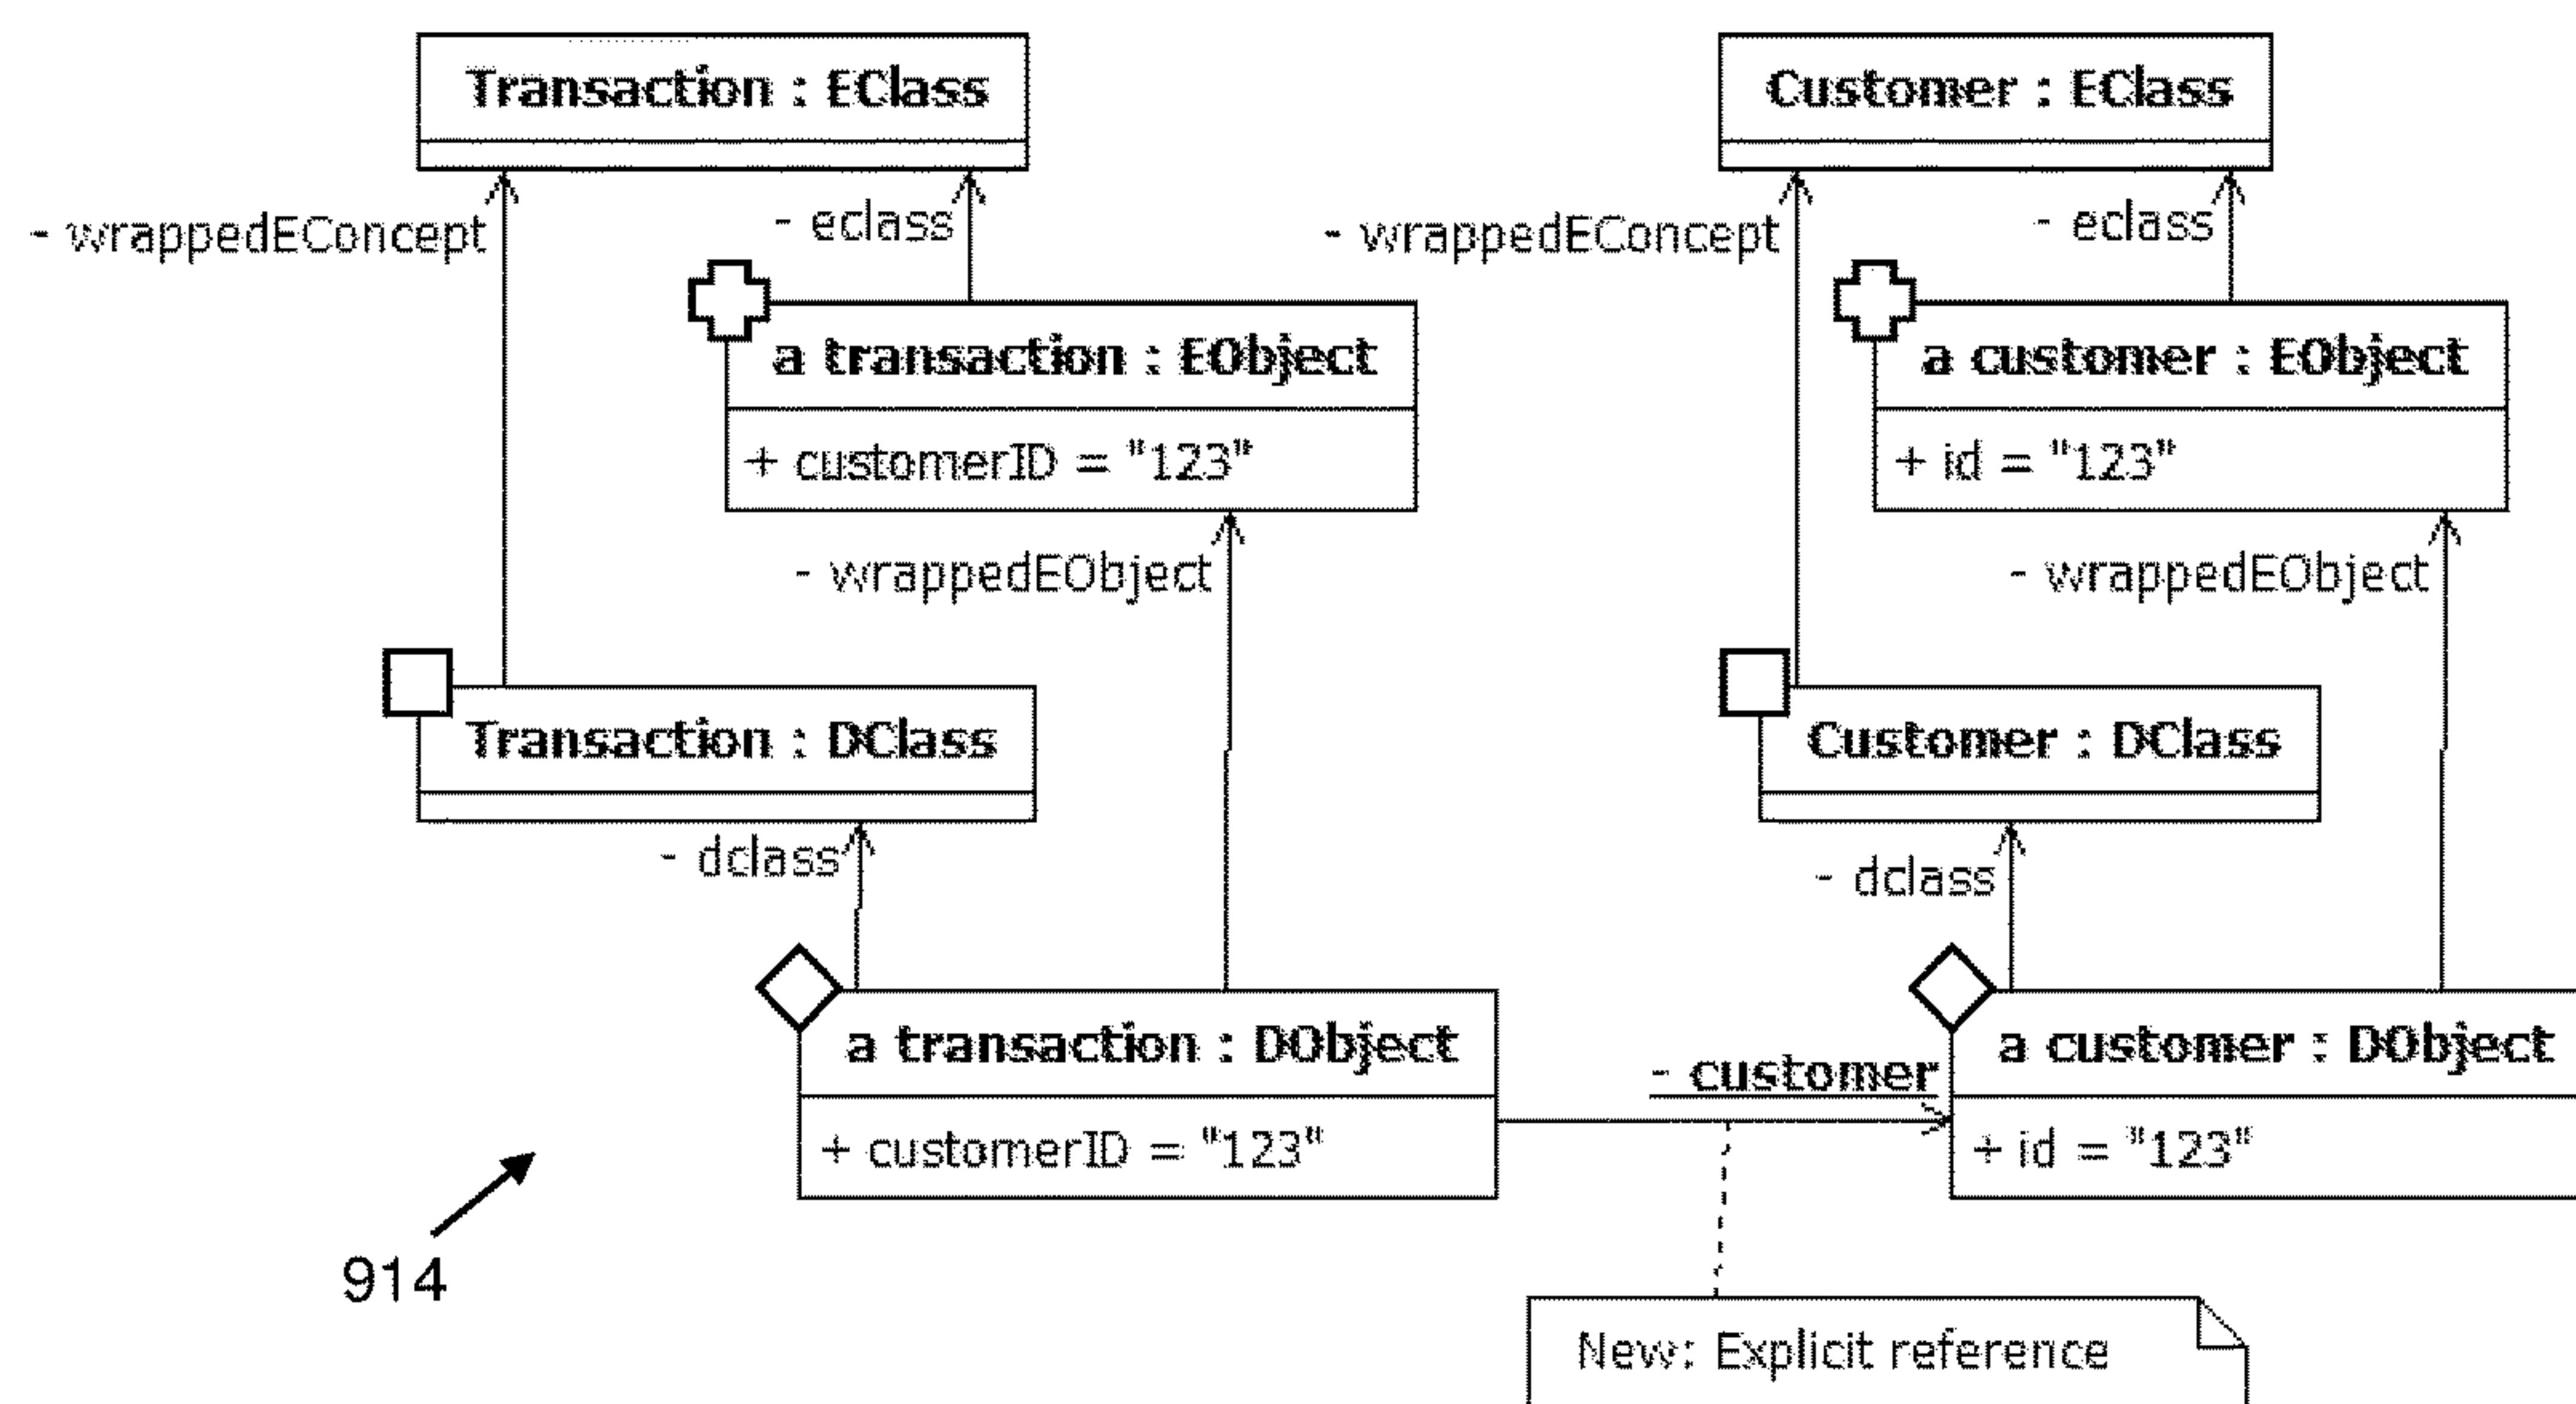 Transaction : EClass
Customer : EClass
- wrappedEConcept
- eclass
- wrappedEConcept
- eclass
a transaction : EObject
+ customerID = "123"
a customer : EObject
+ id = "123"
- wrappedEObject
- wrappedEObject
Transaction : DClass
Customer : DClass
- dclass
- dclass
a transaction : DObject
+ customerID = "123"
- customer
a customer : DObject
+ id = "123"
914
New: Explicit reference